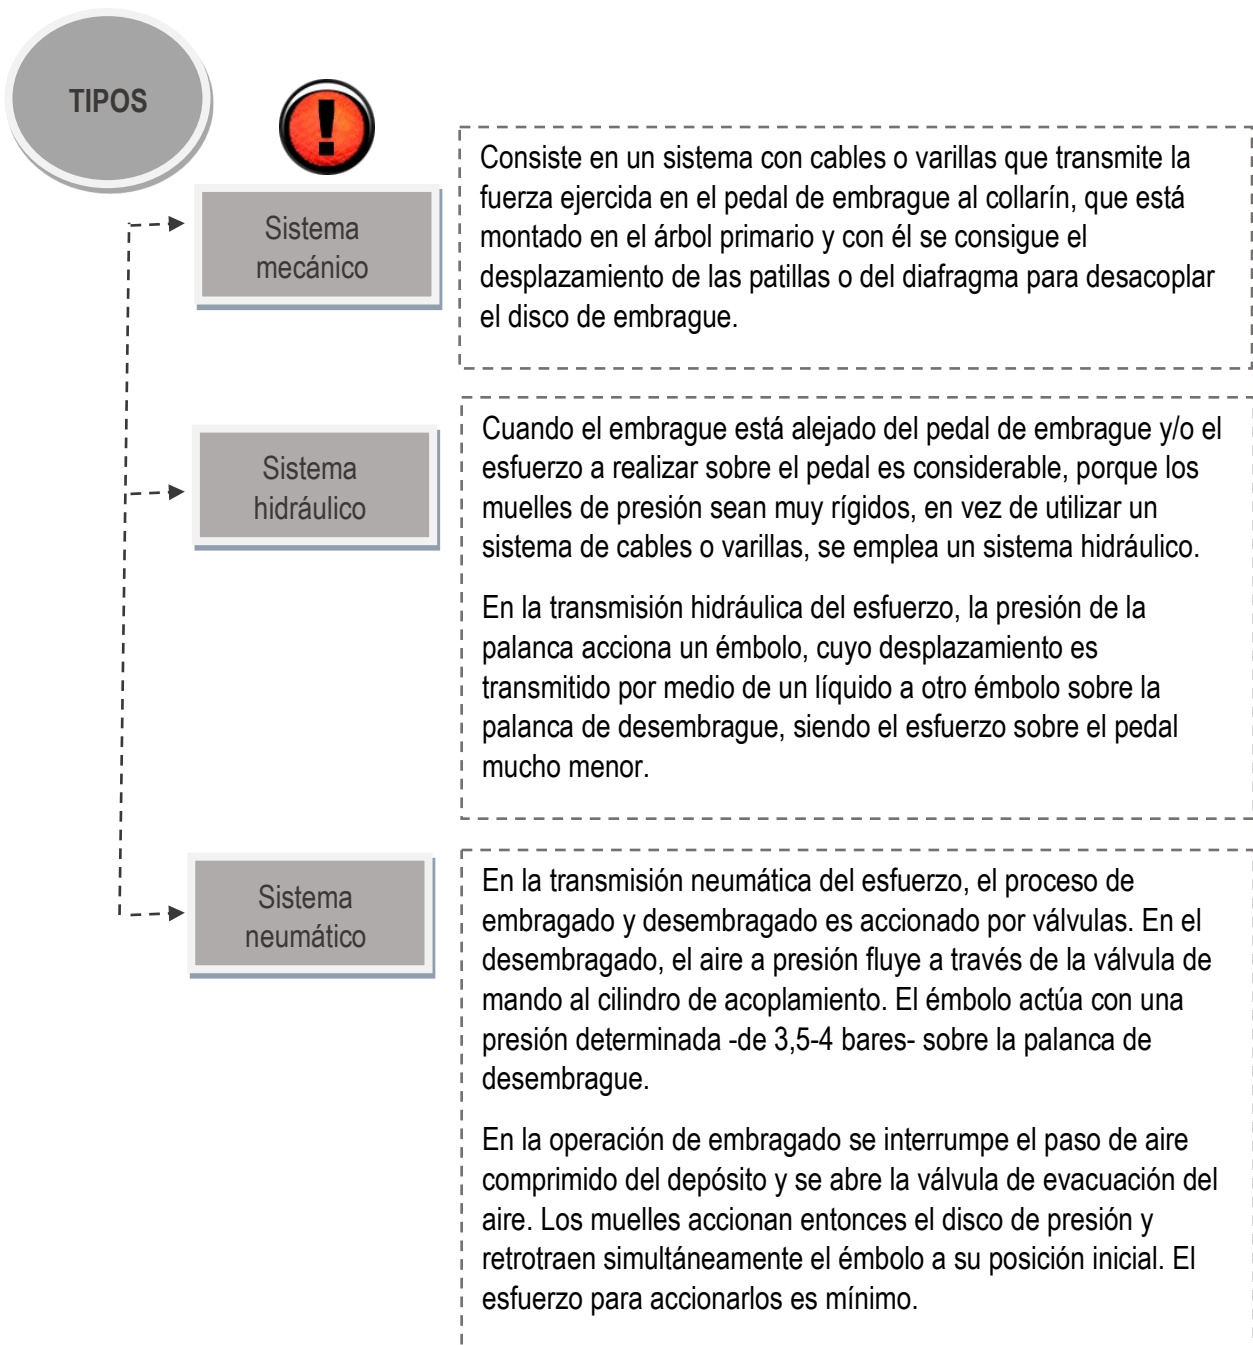 TIPOS
!
Sistema
mecánico
Consiste en un sistema con cables o varillas que transmite la
fuerza ejercida en el pedal de embrague al collarín, que está
montado en el árbol primario y con él se consigue el
desplazamiento de las patillas o del diafragma para desacoplar
el disco de embrague.
Sistema
hidráulico
Cuando el embrague está alejado del pedal de embrague y/o el
esfuerzo a realizar sobre el pedal es considerable, porque los
muelles de presión sean muy rígidos, en vez de utilizar un
sistema de cables o varillas, se emplea un sistema hidráulico.
En la transmisión hidráulica del esfuerzo, la presión de la
palanca acciona un émbolo, cuyo desplazamiento es
transmitido por medio de un líquido a otro émbolo sobre la
palanca de desembrague, siendo el esfuerzo sobre el pedal
mucho menor.
Sistema
neumático
En la transmisión neumática del esfuerzo, el proceso de
embragado y desembragado es accionado por válvulas. En el
desembragado, el aire a presión fluye a través de la válvula de
mando al cilindro de acoplamiento. El émbolo actúa con una
presión determinada -de 3,5-4 bares- sobre la palanca de
desembrague.
En la operación de embragado se interrumpe el paso de aire
comprimido del depósito y se abre la válvula de evacuación del
aire. Los muelles accionan entonces el disco de presión y
retrotraen simultáneamente el émbolo a su posición inicial. El
esfuerzo para accionarlos es mínimo.